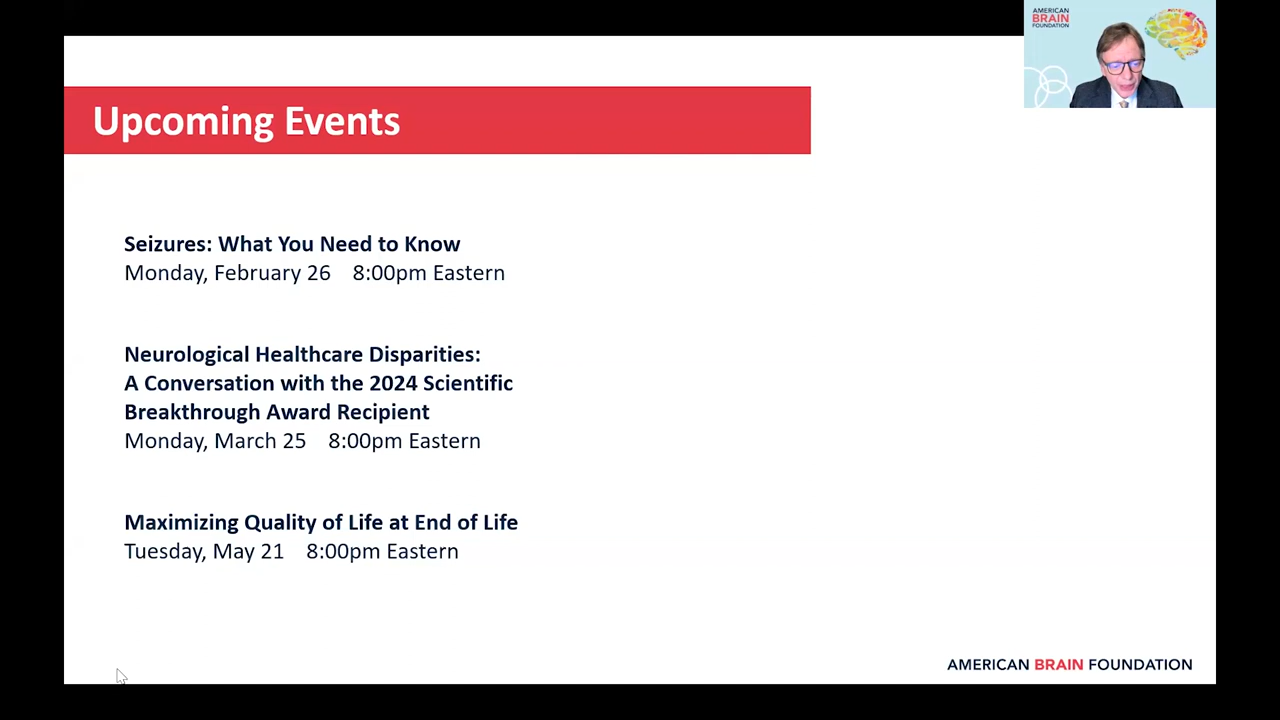 AMERICAN
BRAIN
FOUNDATION
Upcoming Events
Seizures: What You Need to Know
Monday, February 26 8:00pm Eastern
Neurological Healthcare Disparities:
A Conversation with the 2024 Scientific
Breakthrough Award Recipient
Monday, March 25 8:00pm Eastern
Maximizing Quality of Life at End of Life
Tuesday, May 21 8:00pm Eastern
AMERICAN BRAIN FOUNDATION